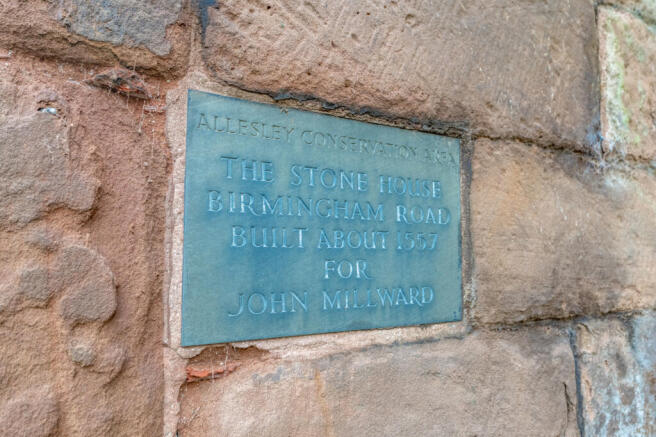 ALLESLEY CONSERVATION AREA
THE STONE HOUSE
BIRMINGHAM ROAD
BUILT ABOUT 1557
FOR
JOHN MILLWARD